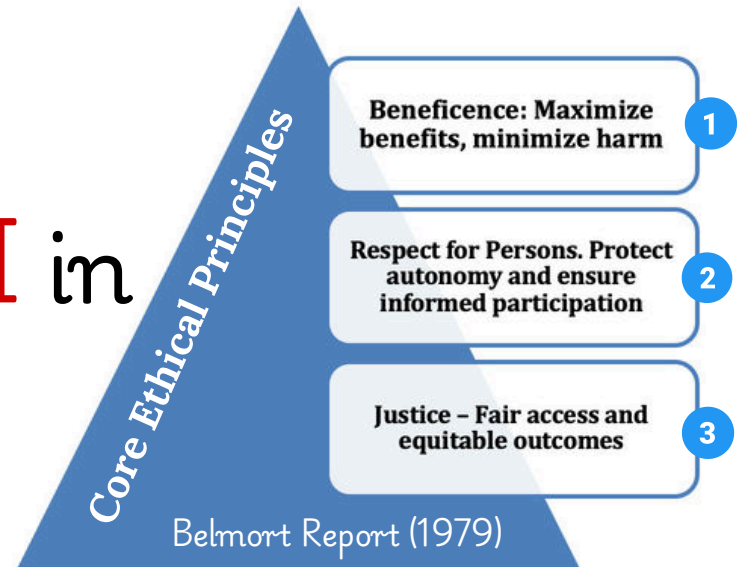 I in
Core Ethical Principles
Beneficence: Maximize
benefits, minimize harm
1
Respect for Persons. Protect
autonomy and ensure
informed participation
2
Justice – Fair access and
equitable outcomes
3
Belmort Report (1979)